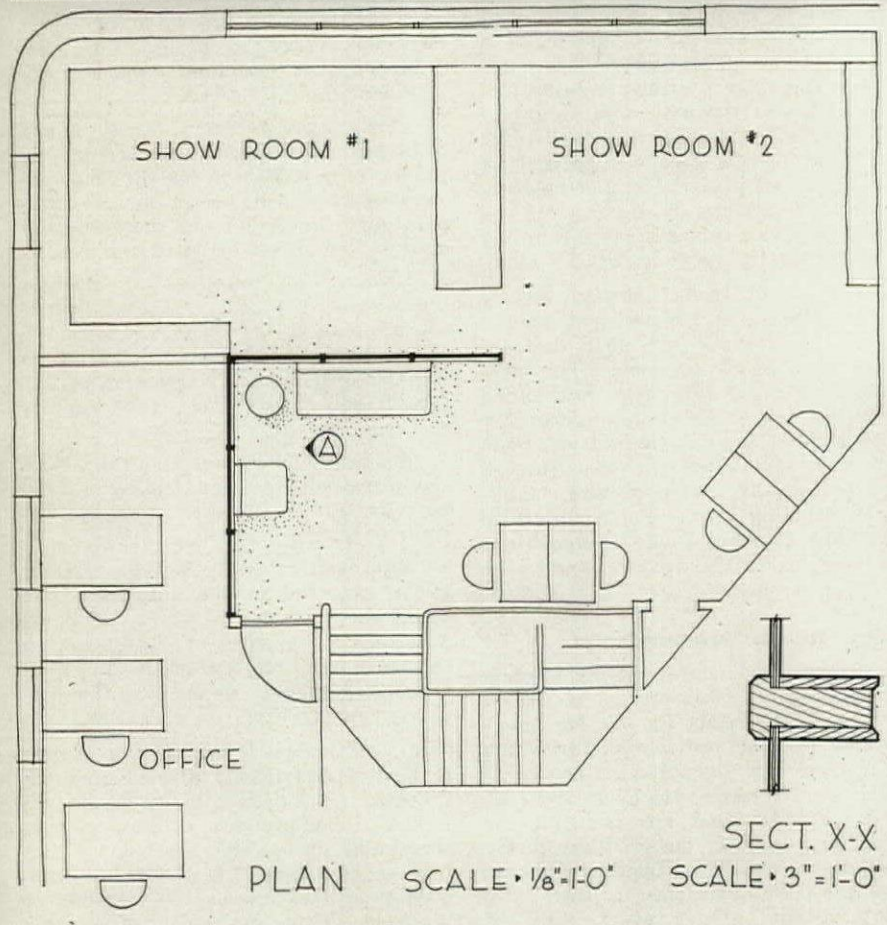 SHOW ROOM #1
SHOW ROOM #2
A
OFFICE
SECT. X-X
PLAN SCALE · 1/8"=1'-0"
SCALE · 3"=1'-0"